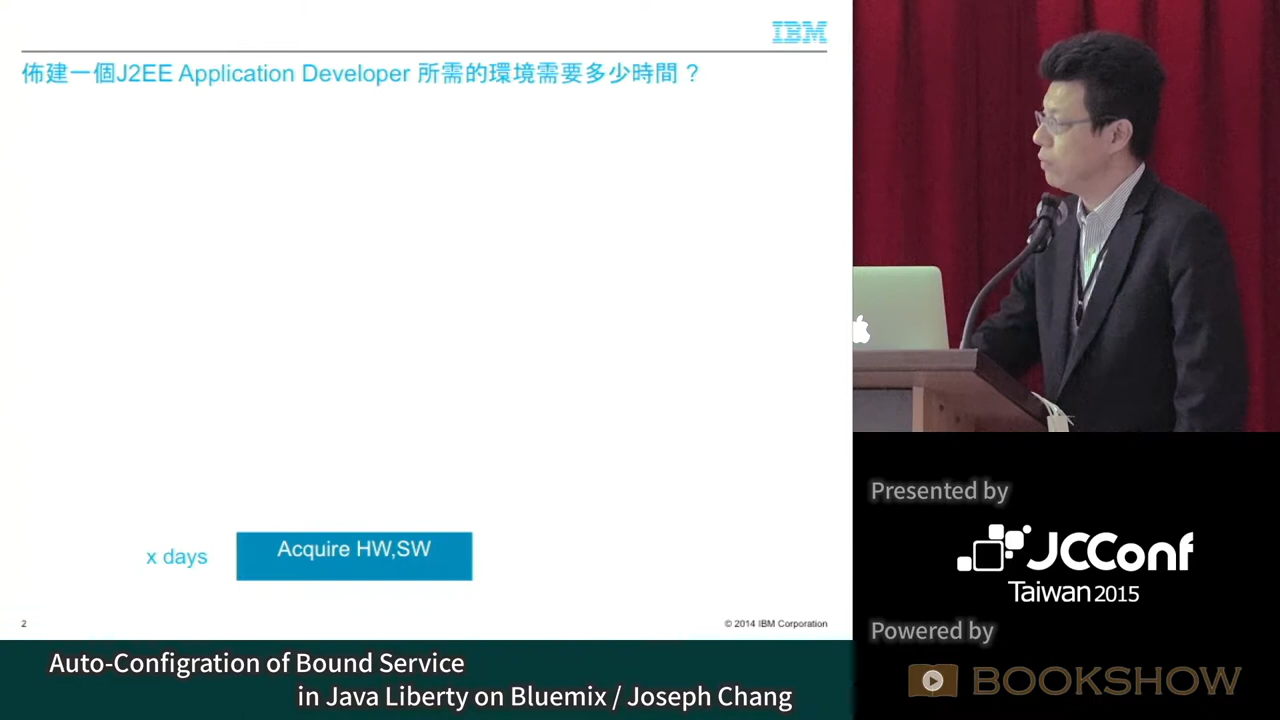 IBM
佈建一個J2EE Application Developer 所需的環境需要多少時間 ?
x days
Acquire HW,SW
2
© 2014 IBM Corporation
Auto-Configration of Bound Service
in Java Liberty on Bluemix / Joseph Chang
Presented by
JCConf
Taiwan 2015
Powered by
BOOKSHOW